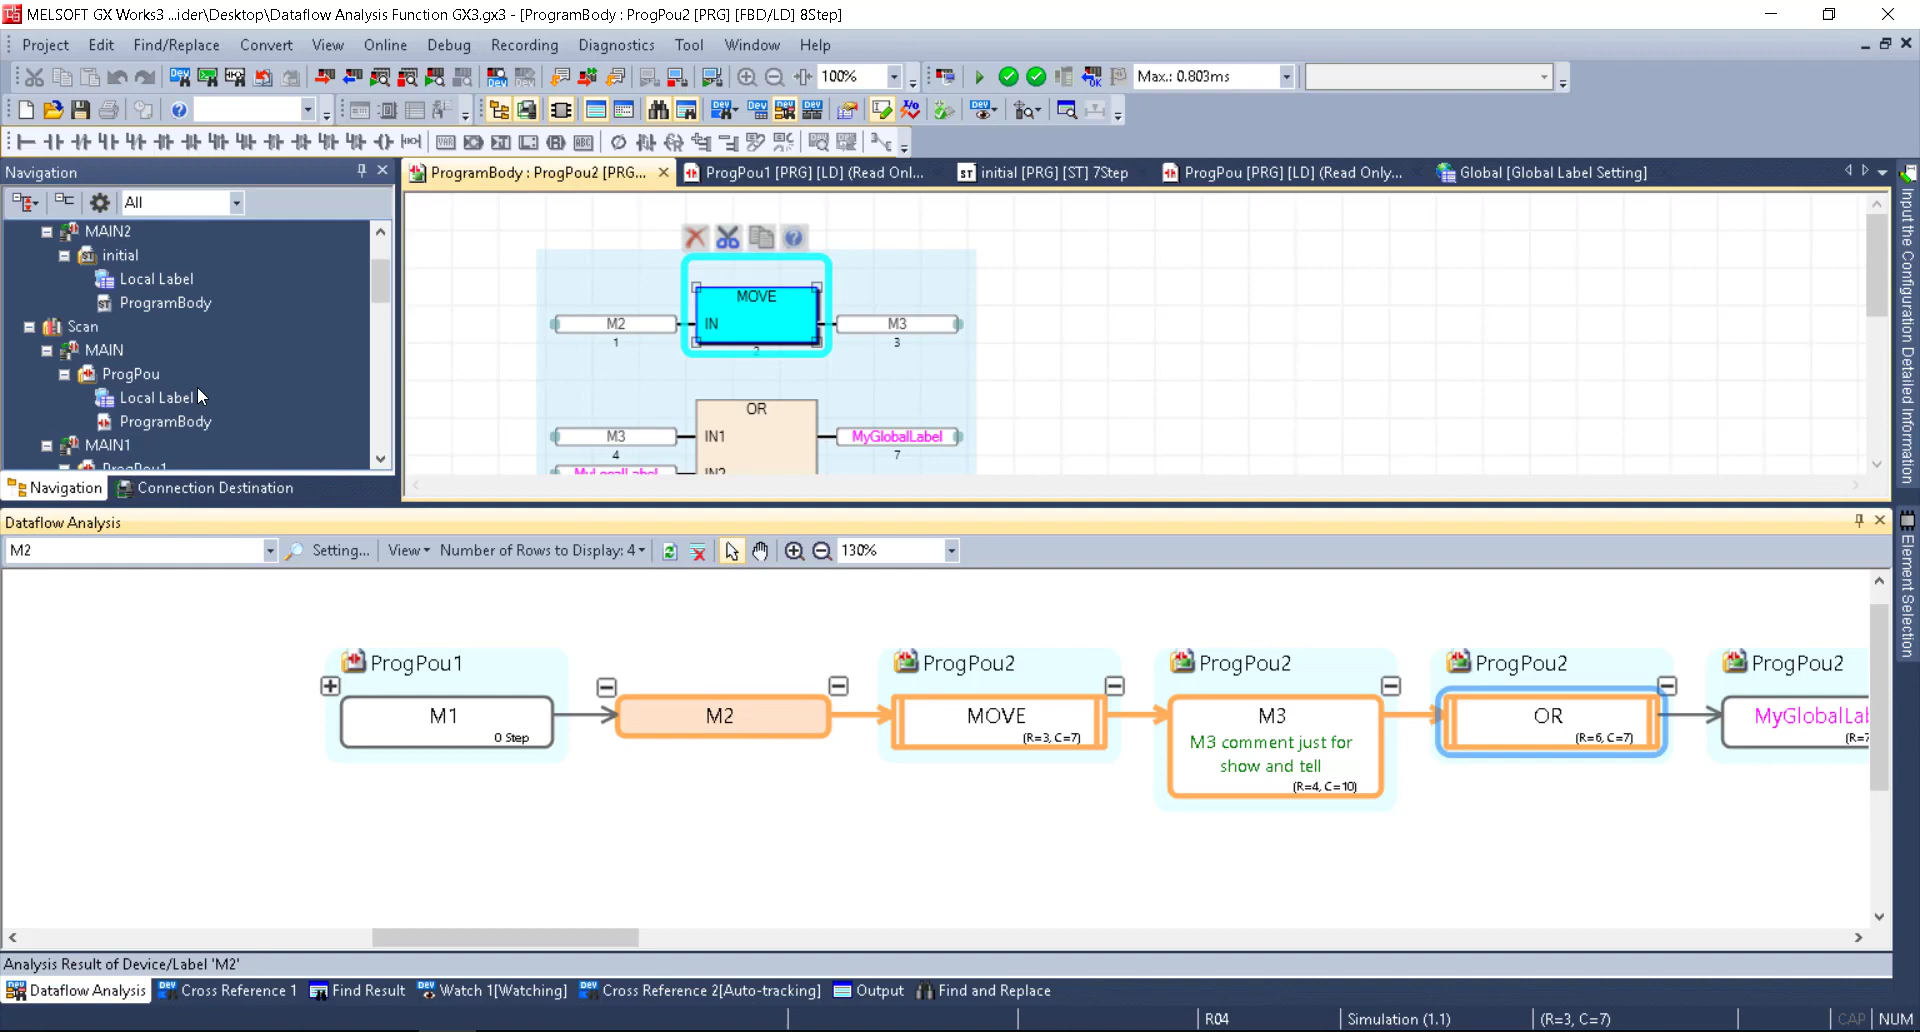 MELSOFT GX Works3 ...ider\Desktop\Dataflow Analysis Function GX3.gx3 - [ProgramBody : ProgPou2 [PRG] [FBD/LD] 8Step]
Project Edit Find/Replace Convert View Online Debug Recording Diagnostics Tool Window Help
100% Max.: 0.803ms
Navigation
ProgramBody : ProgPou2 [PRG... ProgPou1 [PRG] [LD] (Read Onl... initial [PRG] [ST] 7Step ProgPou [PRG] [LD] (Read Only... Global [Global Label Setting]
All
MAIN2
initial
Local Label
ProgramBody
Scan
MAIN
ProgPou
Local Label
ProgramBody
MAIN1
ProgPou1
Navigation Connection Destination
MOVE
M2 IN M3
1 2 3
OR
M3 IN1 MyGlobalLabel
4 7
MyLocalLabel IN2
Input the Configuration Detailed Information
Element Selection
Dataflow Analysis
M2 Setting... View Number of Rows to Display: 4 130%
ProgPou1 ProgPou2 ProgPou2 ProgPou2 ProgPou2
M1 M2 MOVE M3 OR MyGlobalLab
0 Step (R=3, C=7) M3 comment just for (R=6, C=7) (R=7
show and tell
(R=4, C=10)
Analysis Result of Device/Label 'M2'
Dataflow Analysis Cross Reference 1 Find Result Watch 1[Watching] Cross Reference 2[Auto-tracking] Output Find and Replace
R04 Simulation (1.1) (R=3, C=7) CAP NUM